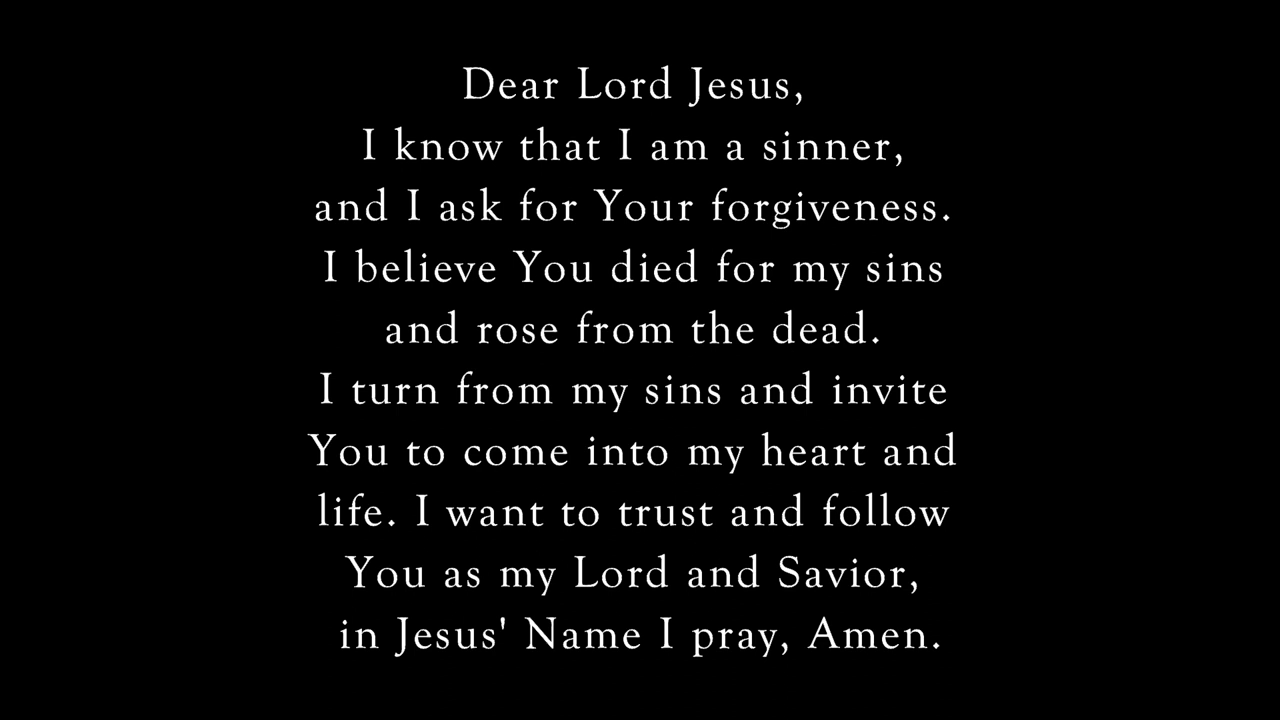 Dear Lord Jesus,
I know that I am a sinner,
and I ask for Your forgiveness.
I believe You died for my sins
and rose from the dead.
I turn from my sins and invite
You to come into my heart and
life. I want to trust and follow
You as my Lord and Savior,
in Jesus' Name I pray, Amen.